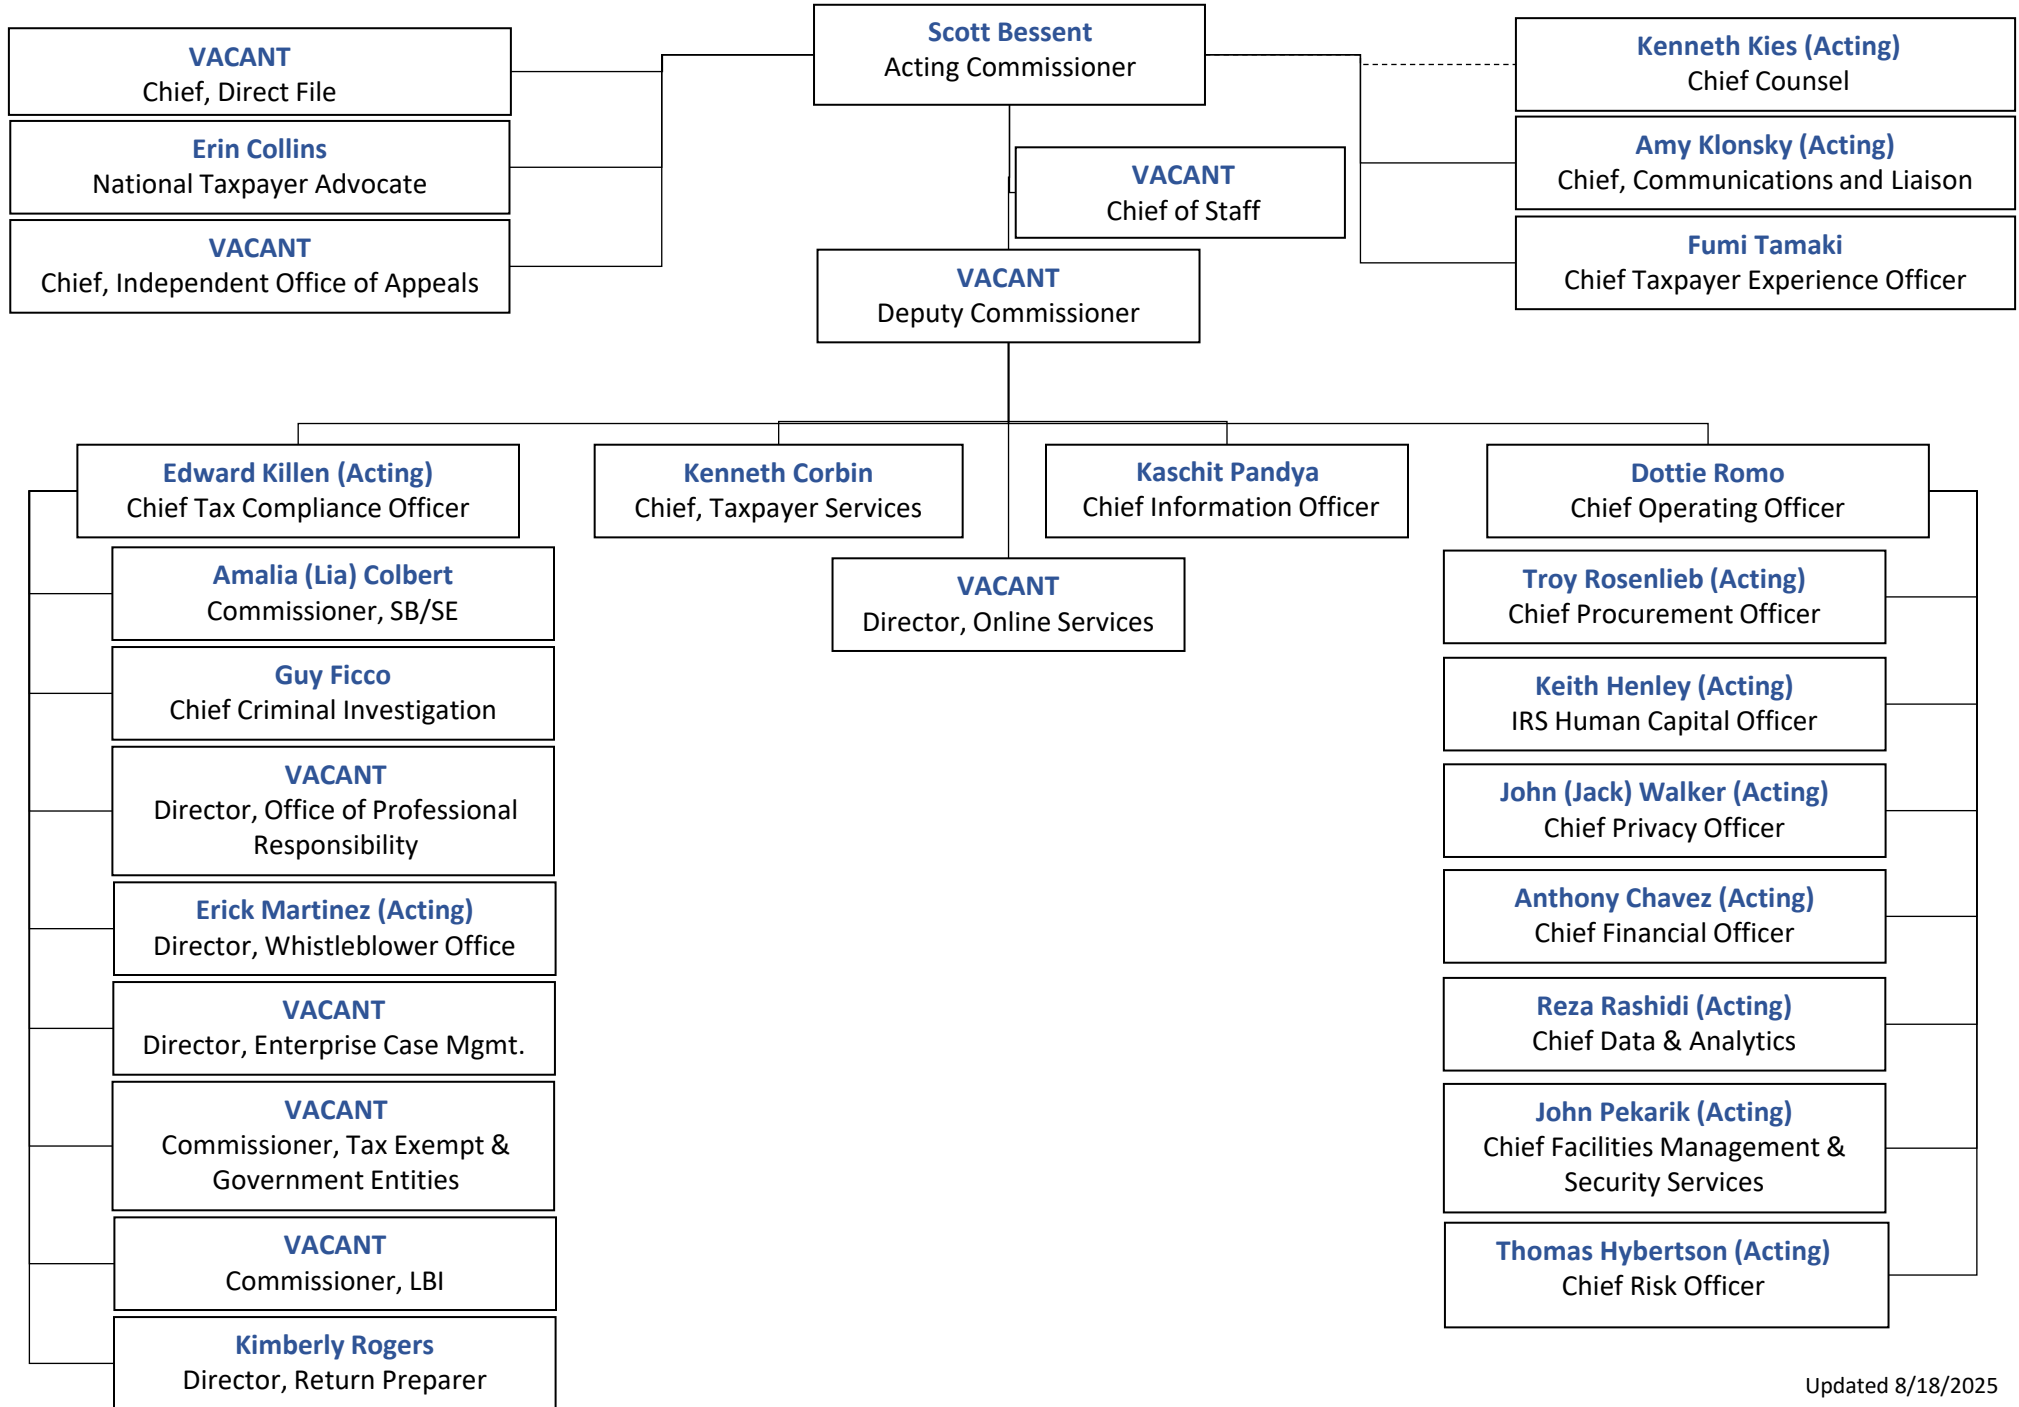 Scott Bessent
Acting Commissioner
VACANT
Chief, Direct File
Erin Collins
National Taxpayer Advocate
VACANT
Chief, Independent Office of Appeals
Kenneth Kies (Acting)
Chief Counsel
Amy Klonsky (Acting)
Chief, Communications and Liaison
Fumi Tamaki
Chief Taxpayer Experience Officer
VACANT
Chief of Staff
VACANT
Deputy Commissioner
Edward Killen (Acting)
Chief Tax Compliance Officer
Kenneth Corbin
Chief, Taxpayer Services
Kaschit Pandya
Chief Information Officer
Dottie Romo
Chief Operating Officer
VACANT
Director, Online Services
Amalia (Lia) Colbert
Commissioner, SB/SE
Guy Ficco
Chief Criminal Investigation
VACANT
Director, Office of Professional
Responsibility
Erick Martinez (Acting)
Director, Whistleblower Office
VACANT
Director, Enterprise Case Mgmt.
VACANT
Commissioner, Tax Exempt &
Government Entities
VACANT
Commissioner, LBI
Kimberly Rogers
Director, Return Preparer
Troy Rosenlieb (Acting)
Chief Procurement Officer
Keith Henley (Acting)
IRS Human Capital Officer
John (Jack) Walker (Acting)
Chief Privacy Officer
Anthony Chavez (Acting)
Chief Financial Officer
Reza Rashidi (Acting)
Chief Data & Analytics
John Pekarik (Acting)
Chief Facilities Management &
Security Services
Thomas Hybertson (Acting)
Chief Risk Officer
Updated 8/18/2025